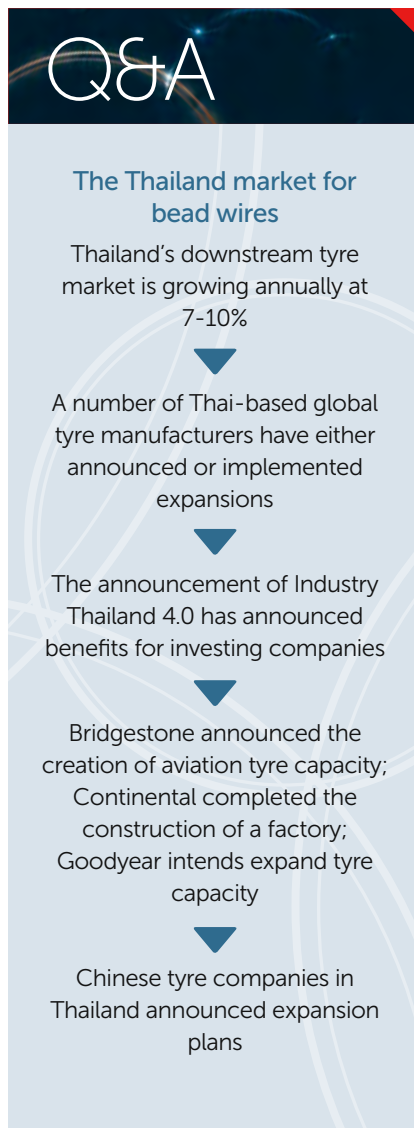 Q&A
The Thailand market for
bead wires
Thailand's downstream tyre
market is growing annually at
7-10%
A number of Thai-based global
tyre manufacturers have either
announced or implemented
expansions
The announcement of Industry
Thailand 4.0 has announced
benefits for investing companies
Bridgestone announced the
creation of aviation tyre capacity;
Continental completed the
construction of a factory;
Goodyear intends expand tyre
capacity
Chinese tyre companies in
Thailand announced expansion
plans